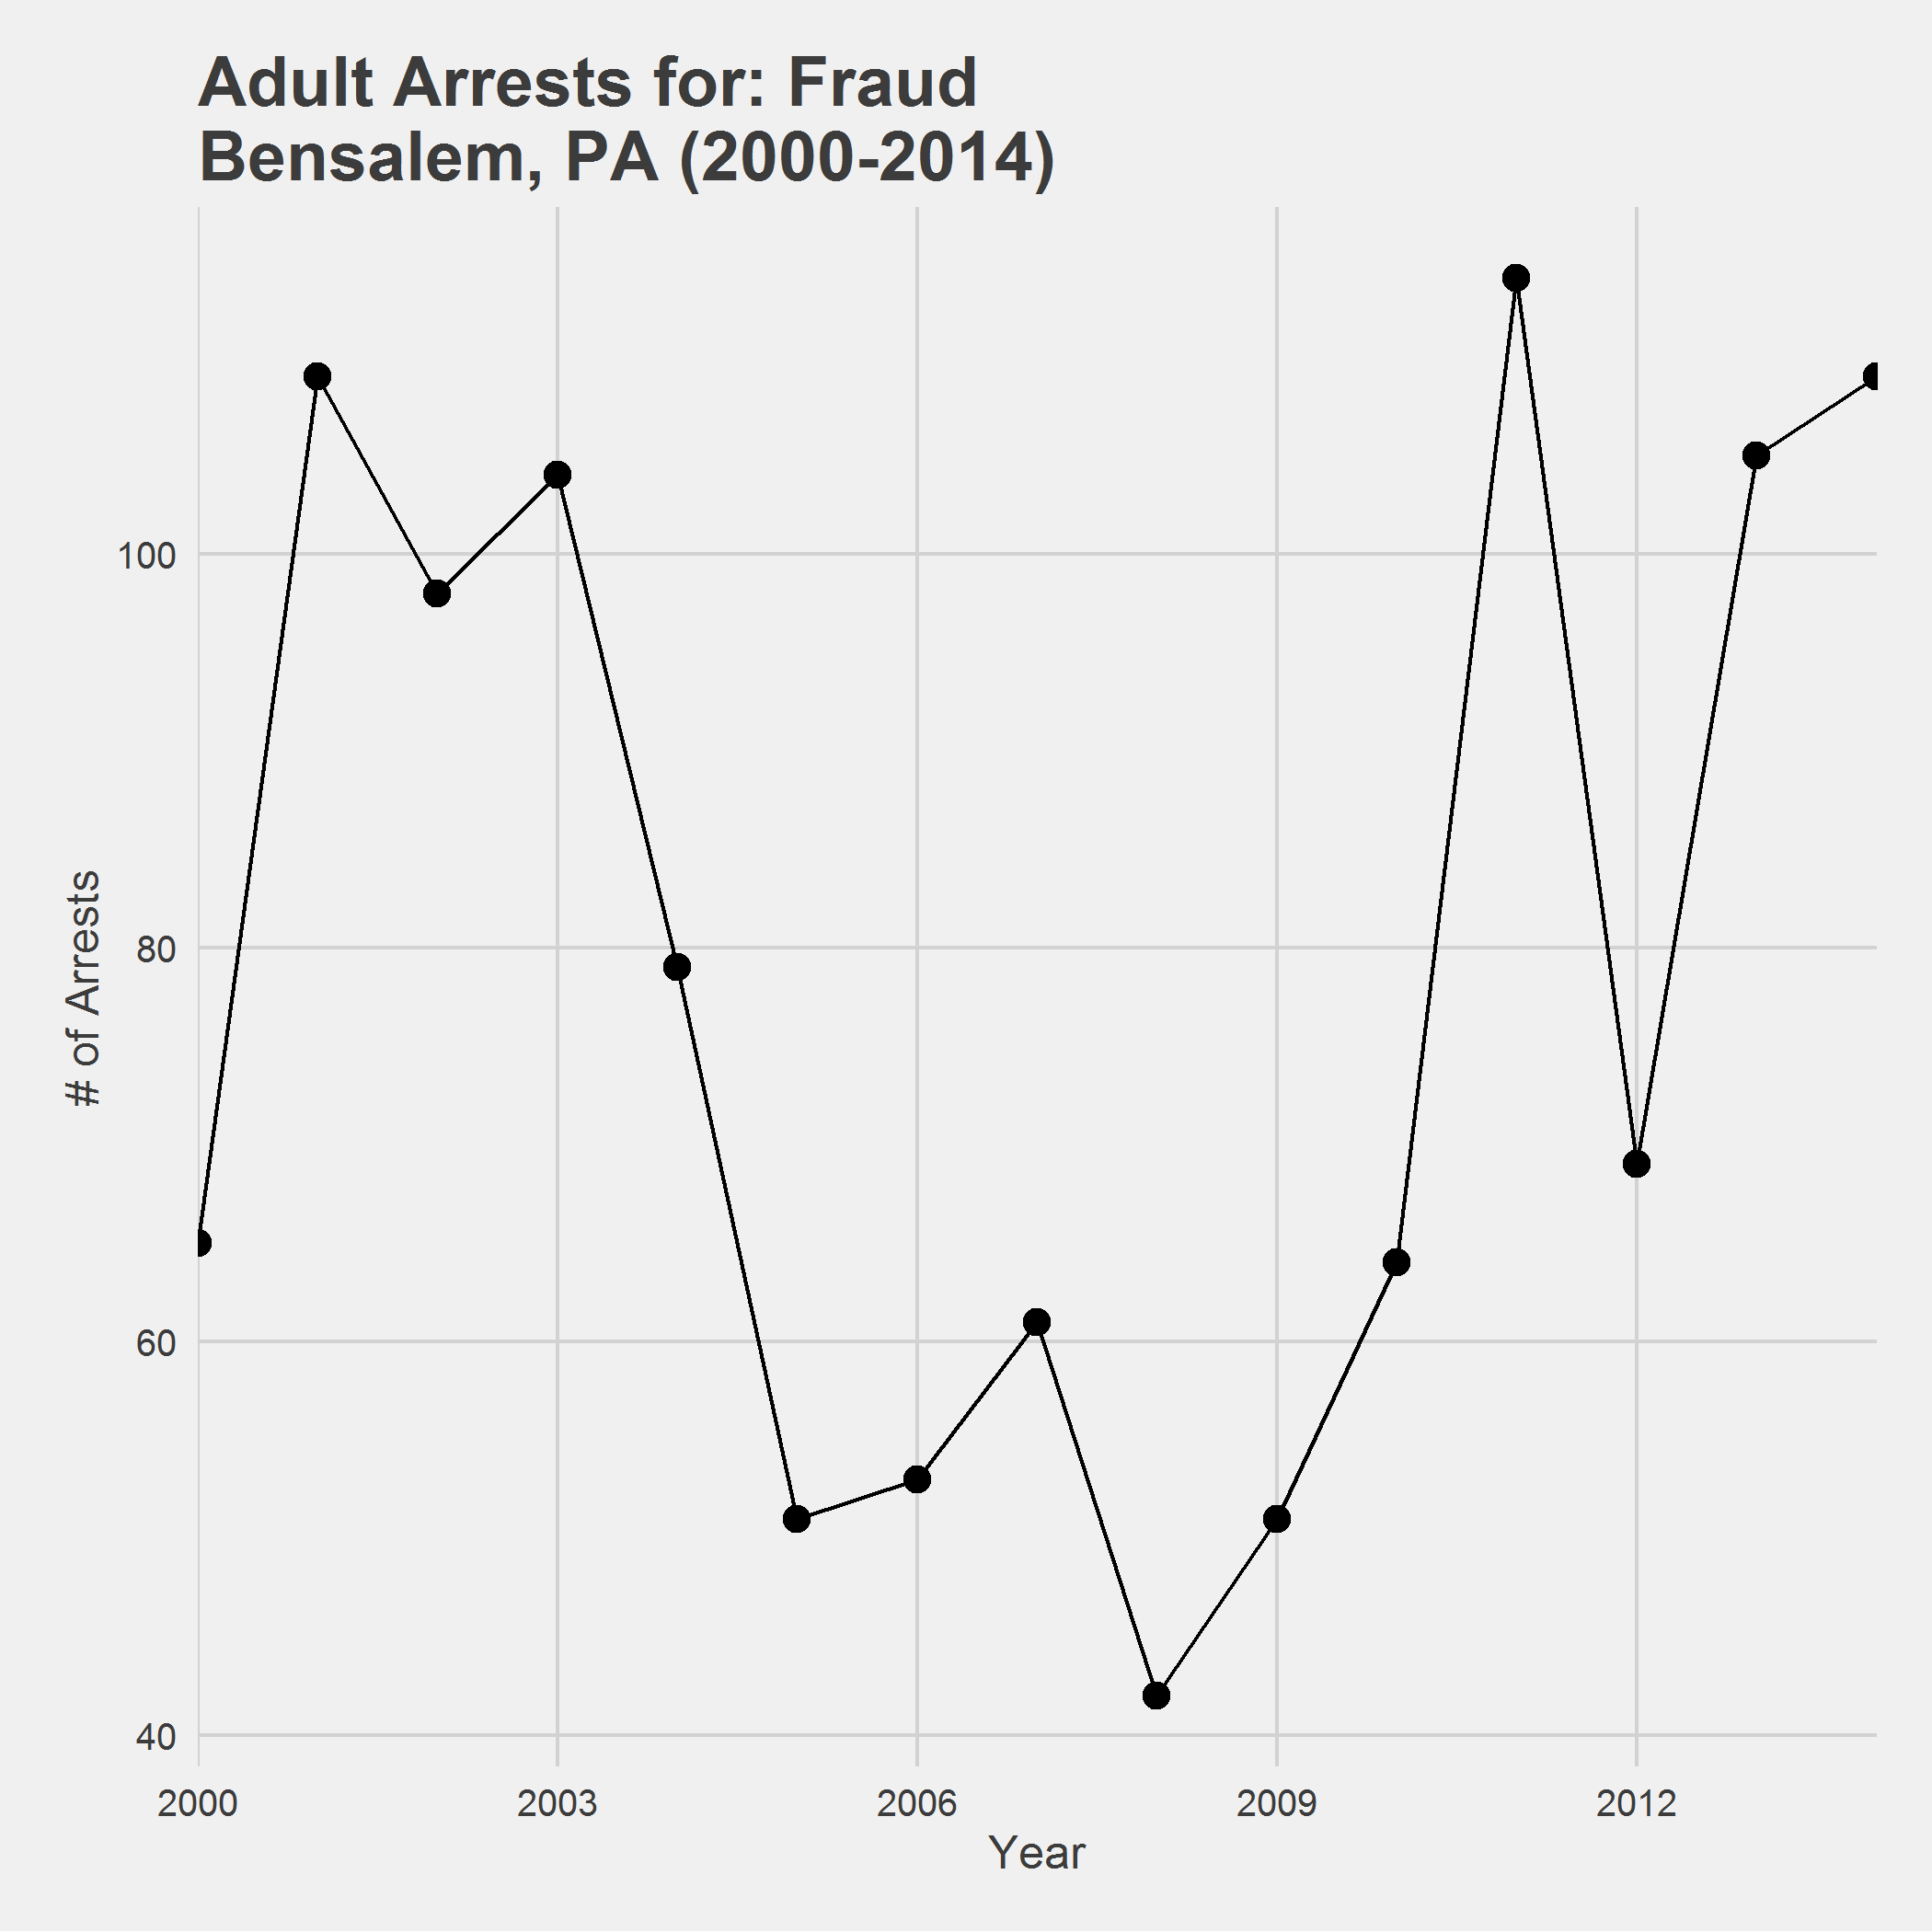 Adult Arrests for: Fraud
Bensalem, PA (2000-2014)
# of Arrests
100
80
60
40
2000 2003 2006 2009 2012
Year